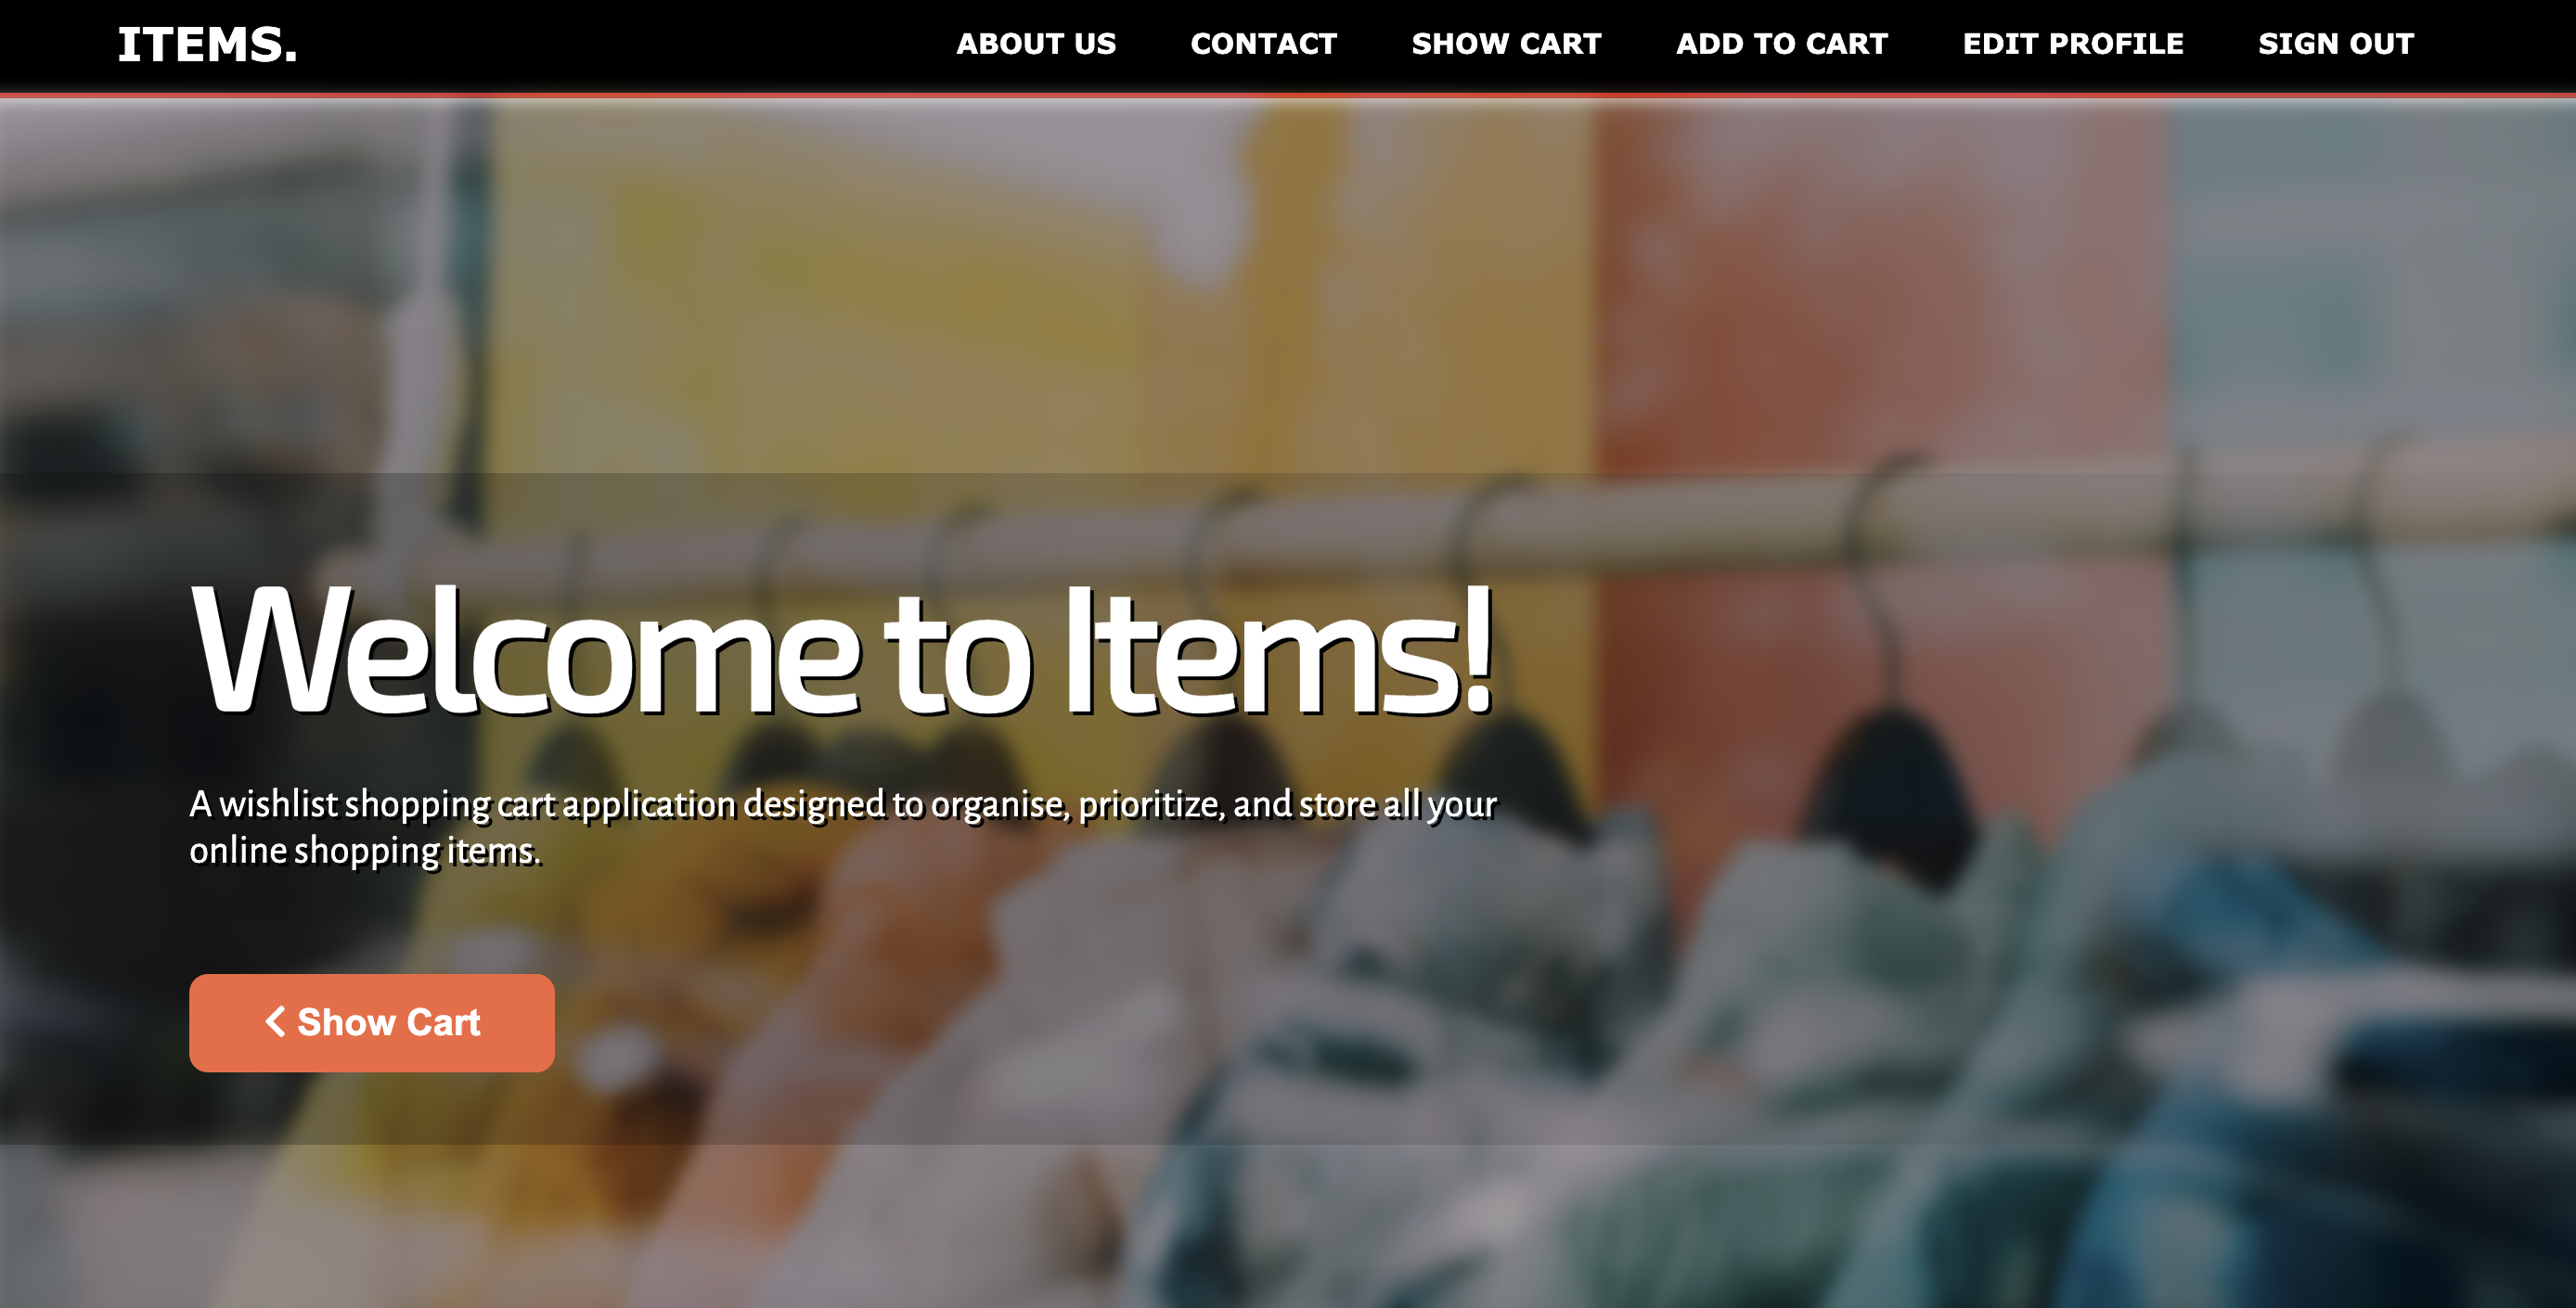 ITEMS.
ABOUT US CONTACT SHOW CART ADD TO CART EDIT PROFILE SIGN OUT
Welcome to Items!
A wishlist shopping cart application designed to organise, prioritize, and store all your
online shopping items.
Show Cart